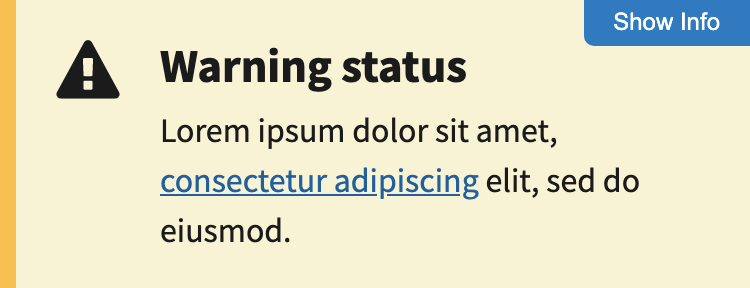 Show Info
Warning status
Lorem ipsum dolor sit amet,
consectetur adipiscing elit, sed do
eiusmod.